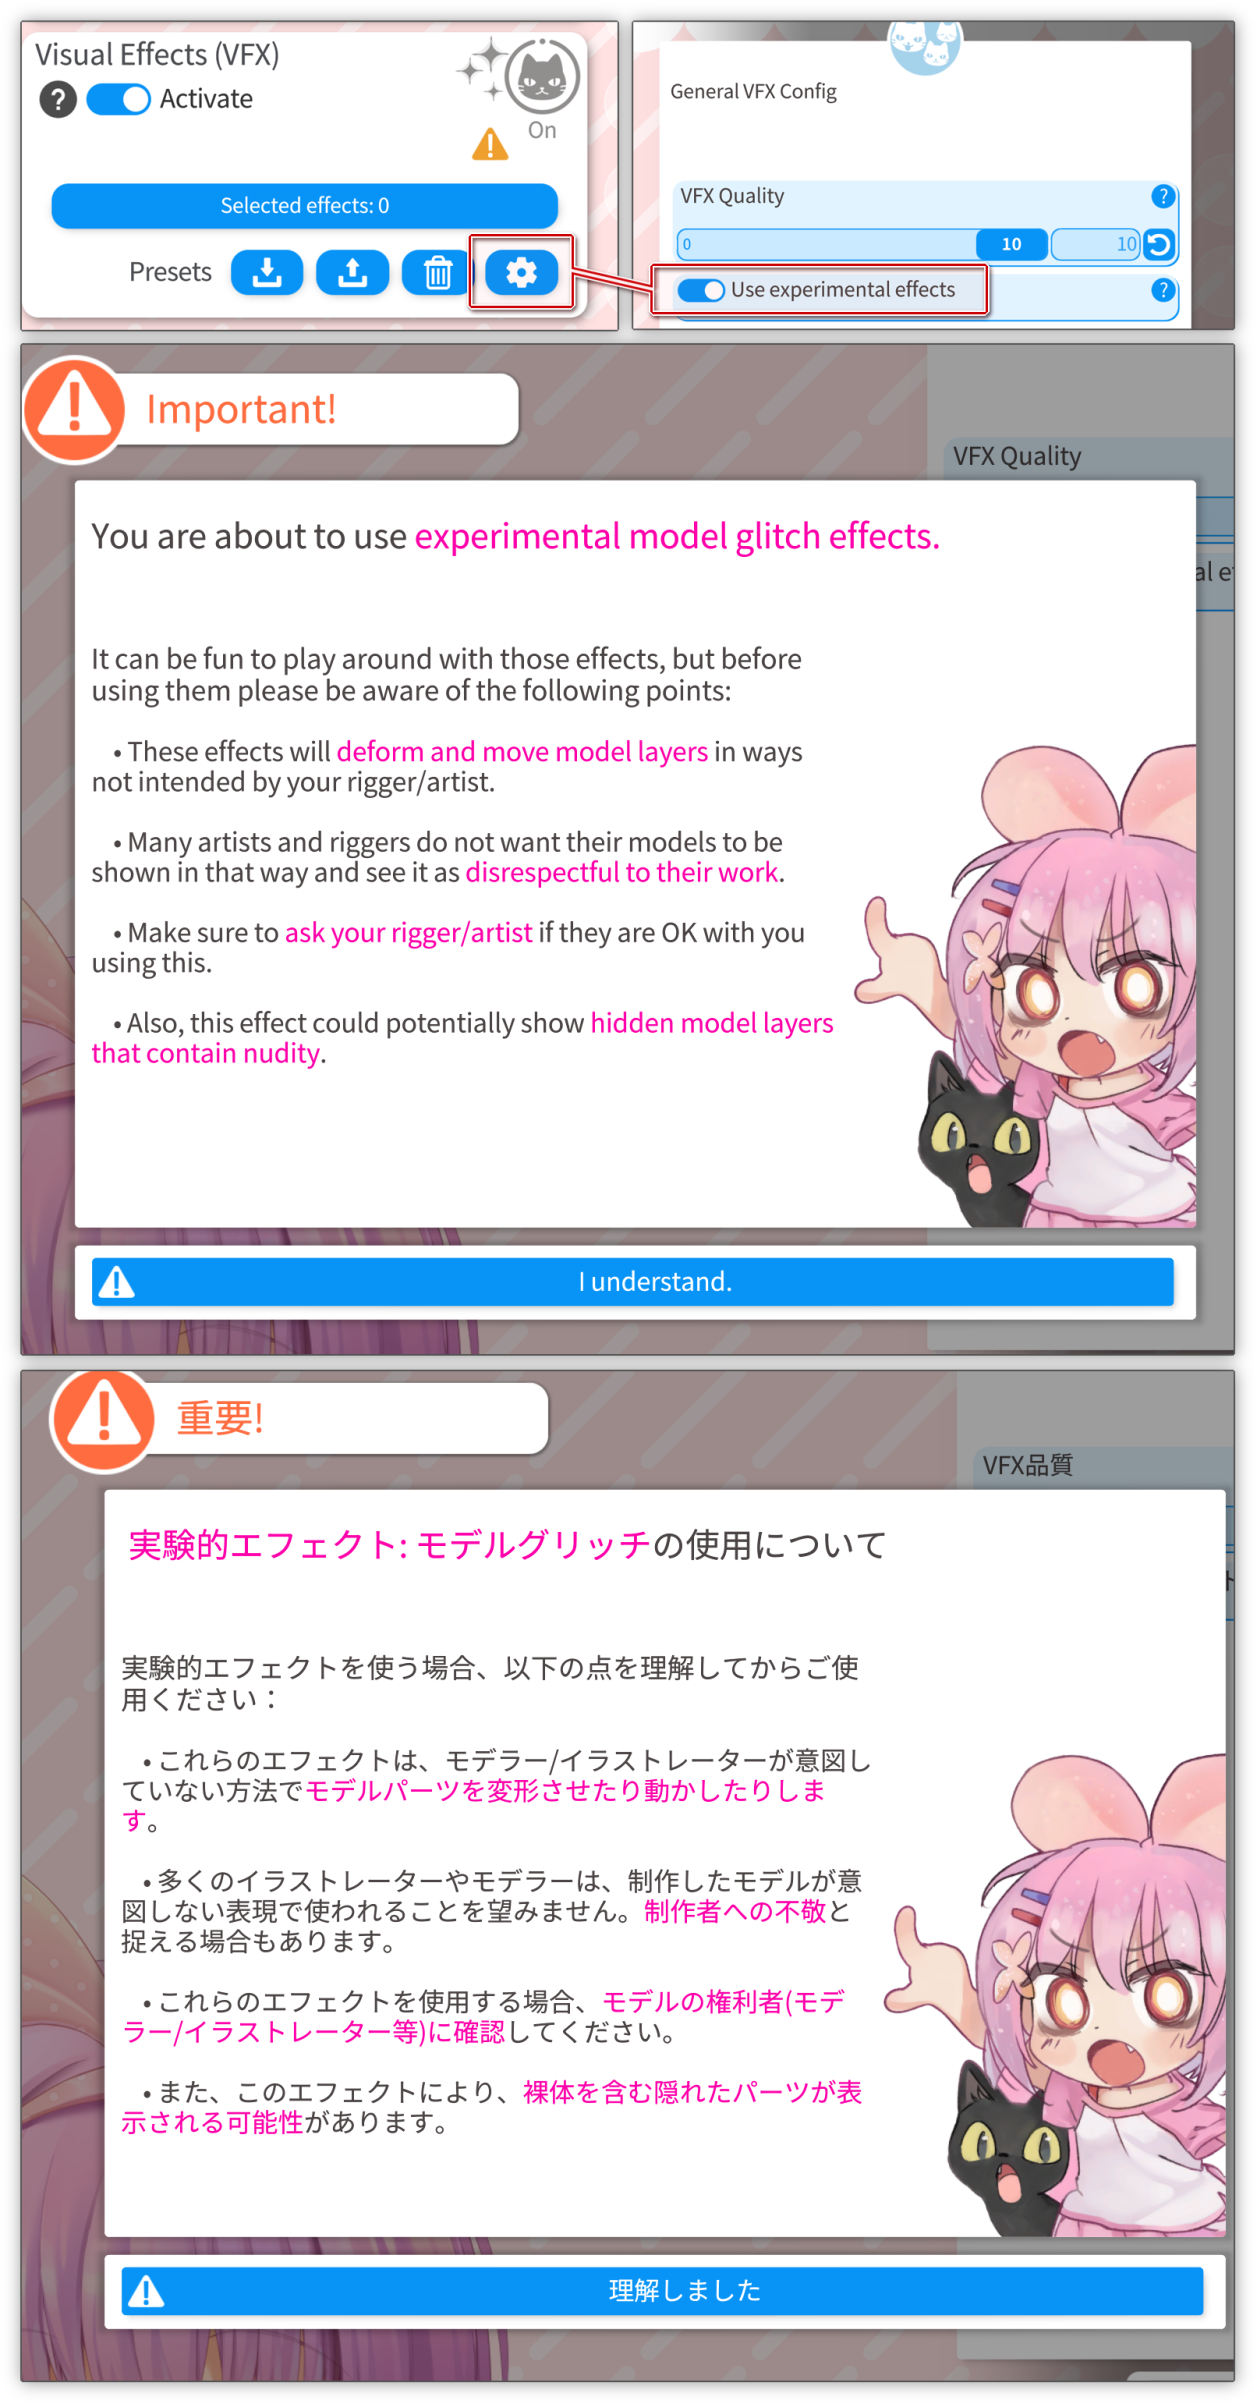 Visual Effects (VFX)
? Activate
On
Selected effects: 0
Presets
General VFX Config
VFX Quality
?
0
10
10
Use experimental effects
?
Important!
VFX Quality
You are about to use experimental model glitch effects.
It can be fun to play around with those effects, but before
using them please be aware of the following points:
• These effects will deform and move model layers in ways
not intended by your rigger/artist.
• Many artists and riggers do not want their models to be
shown in that way and see it as disrespectful to their work.
• Make sure to ask your rigger/artist if they are OK with you
using this.
• Also, this effect could potentially show hidden model layers
that contain nudity.
I understand.
重要!
VFX品質
実験的エフェクト: モデルグリッチの使用について
実験的エフェクトを使う場合、以下の点を理解してからご使
用ください：
• これらのエフェクトは、モデラー/イラストレーターが意図し
ていない方法でモデルパーツを変形させたり動かしたりしま
す。
• 多くのイラストレーターやモデラーは、制作したモデルが意
図しない表現で使われることを望みません。制作者への不敬と
捉える場合もあります。
• これらのエフェクトを使用する場合、モデルの権利者(モデ
ラー/イラストレーター等)に確認してください。
• また、このエフェクトにより、裸体を含む隠れたパーツが表
示される可能性があります。
理解しました